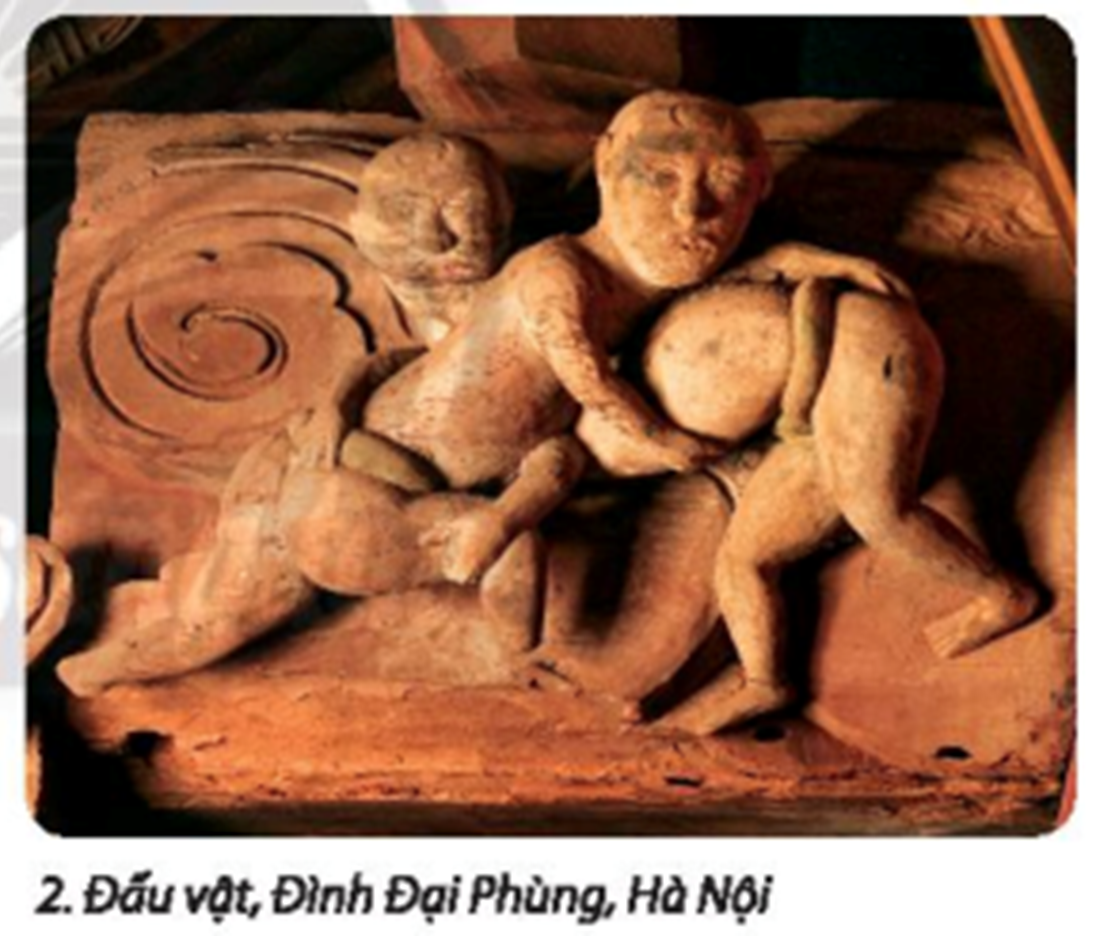 2. Đấu vật, Đình Đại Phùng, Hà Nội